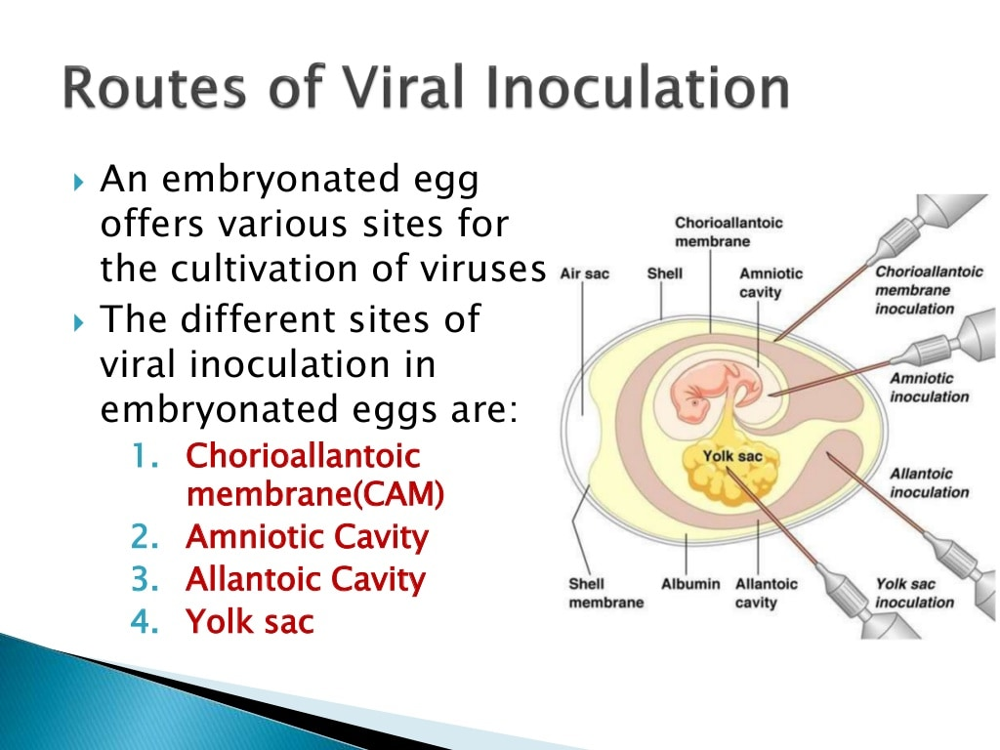 Routes of Viral Inoculation
An embryonated egg
offers various sites for
the cultivation of viruses
The different sites of
viral inoculation in
embryonated eggs are:
1. Chorioallantoic
membrane(CAM)
2. Amniotic Cavity
3. Allantoic Cavity
4. Yolk sac
Chorioallantoic
membrane
Air sac
Shell
Amniotic
cavity
Chorioallantoic
membrane
inoculation
Amniotic
inoculation
Yolk sac
Allantoic
inoculation
Shell
membrane
Albumin
Allantoic
cavity
Yolk sac
inoculation